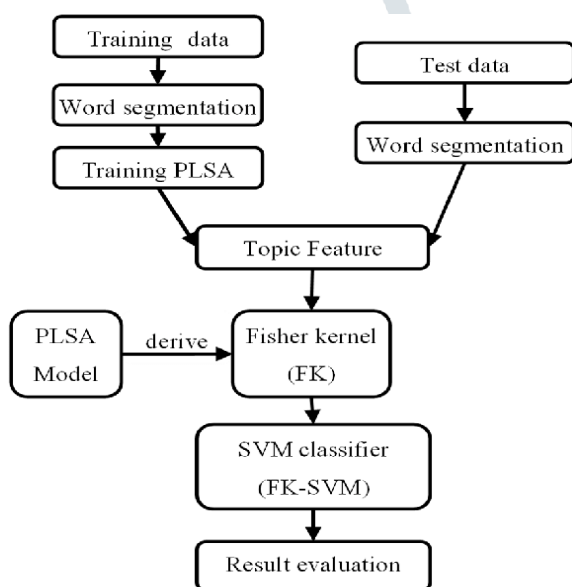 Training data
Test data
Word segmentation
Word segmentation
Training PLSA
Topic Feature
PLSA
Model
derive
Fisher kernel
(FK)
SVM classifier
(FK-SVM)
Result evaluation